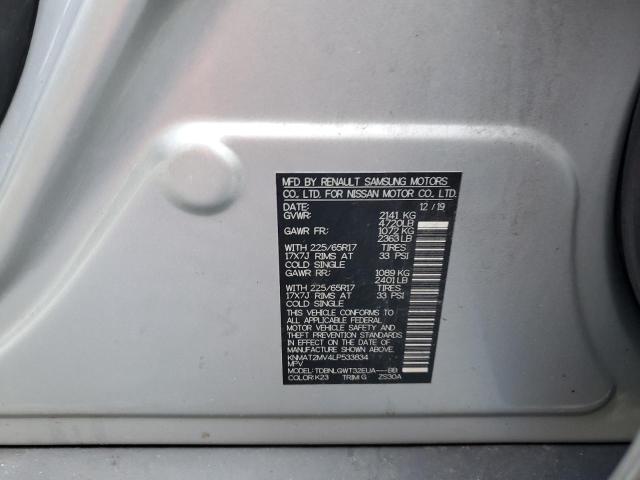 MFD BY RENAULT SAMSUNG MOTORS
CO. LTD. FOR NISSAN MOTOR CO. LTD.
DATE: 12/19
GVWR: 2141 KG
4720LB
GAWR FR: 1072 KG
2363LB
WITH 225/65R17 TIRES
17X7J RIMS AT 33 PSI
COLD SINGLE
GAWR RR: 1089 KG
2401LB
WITH 225/65R17 TIRES
17X7J RIMS AT 33 PSI
COLD SINGLE
THIS VEHICLE CONFORMS TO
ALL APPLICABLE FEDERAL
MOTOR VEHICLE SAFETY AND
THEFT PREVENTION STANDARDS
IN EFFECT ON THE DATE OF
MANUFACTURE SHOWN ABOVE.
KNMAT2MV4LP533834
MPV
MODEL: TDBNLQWT32EUA---BB
COLOR:K23 TRIM:G ZS30A